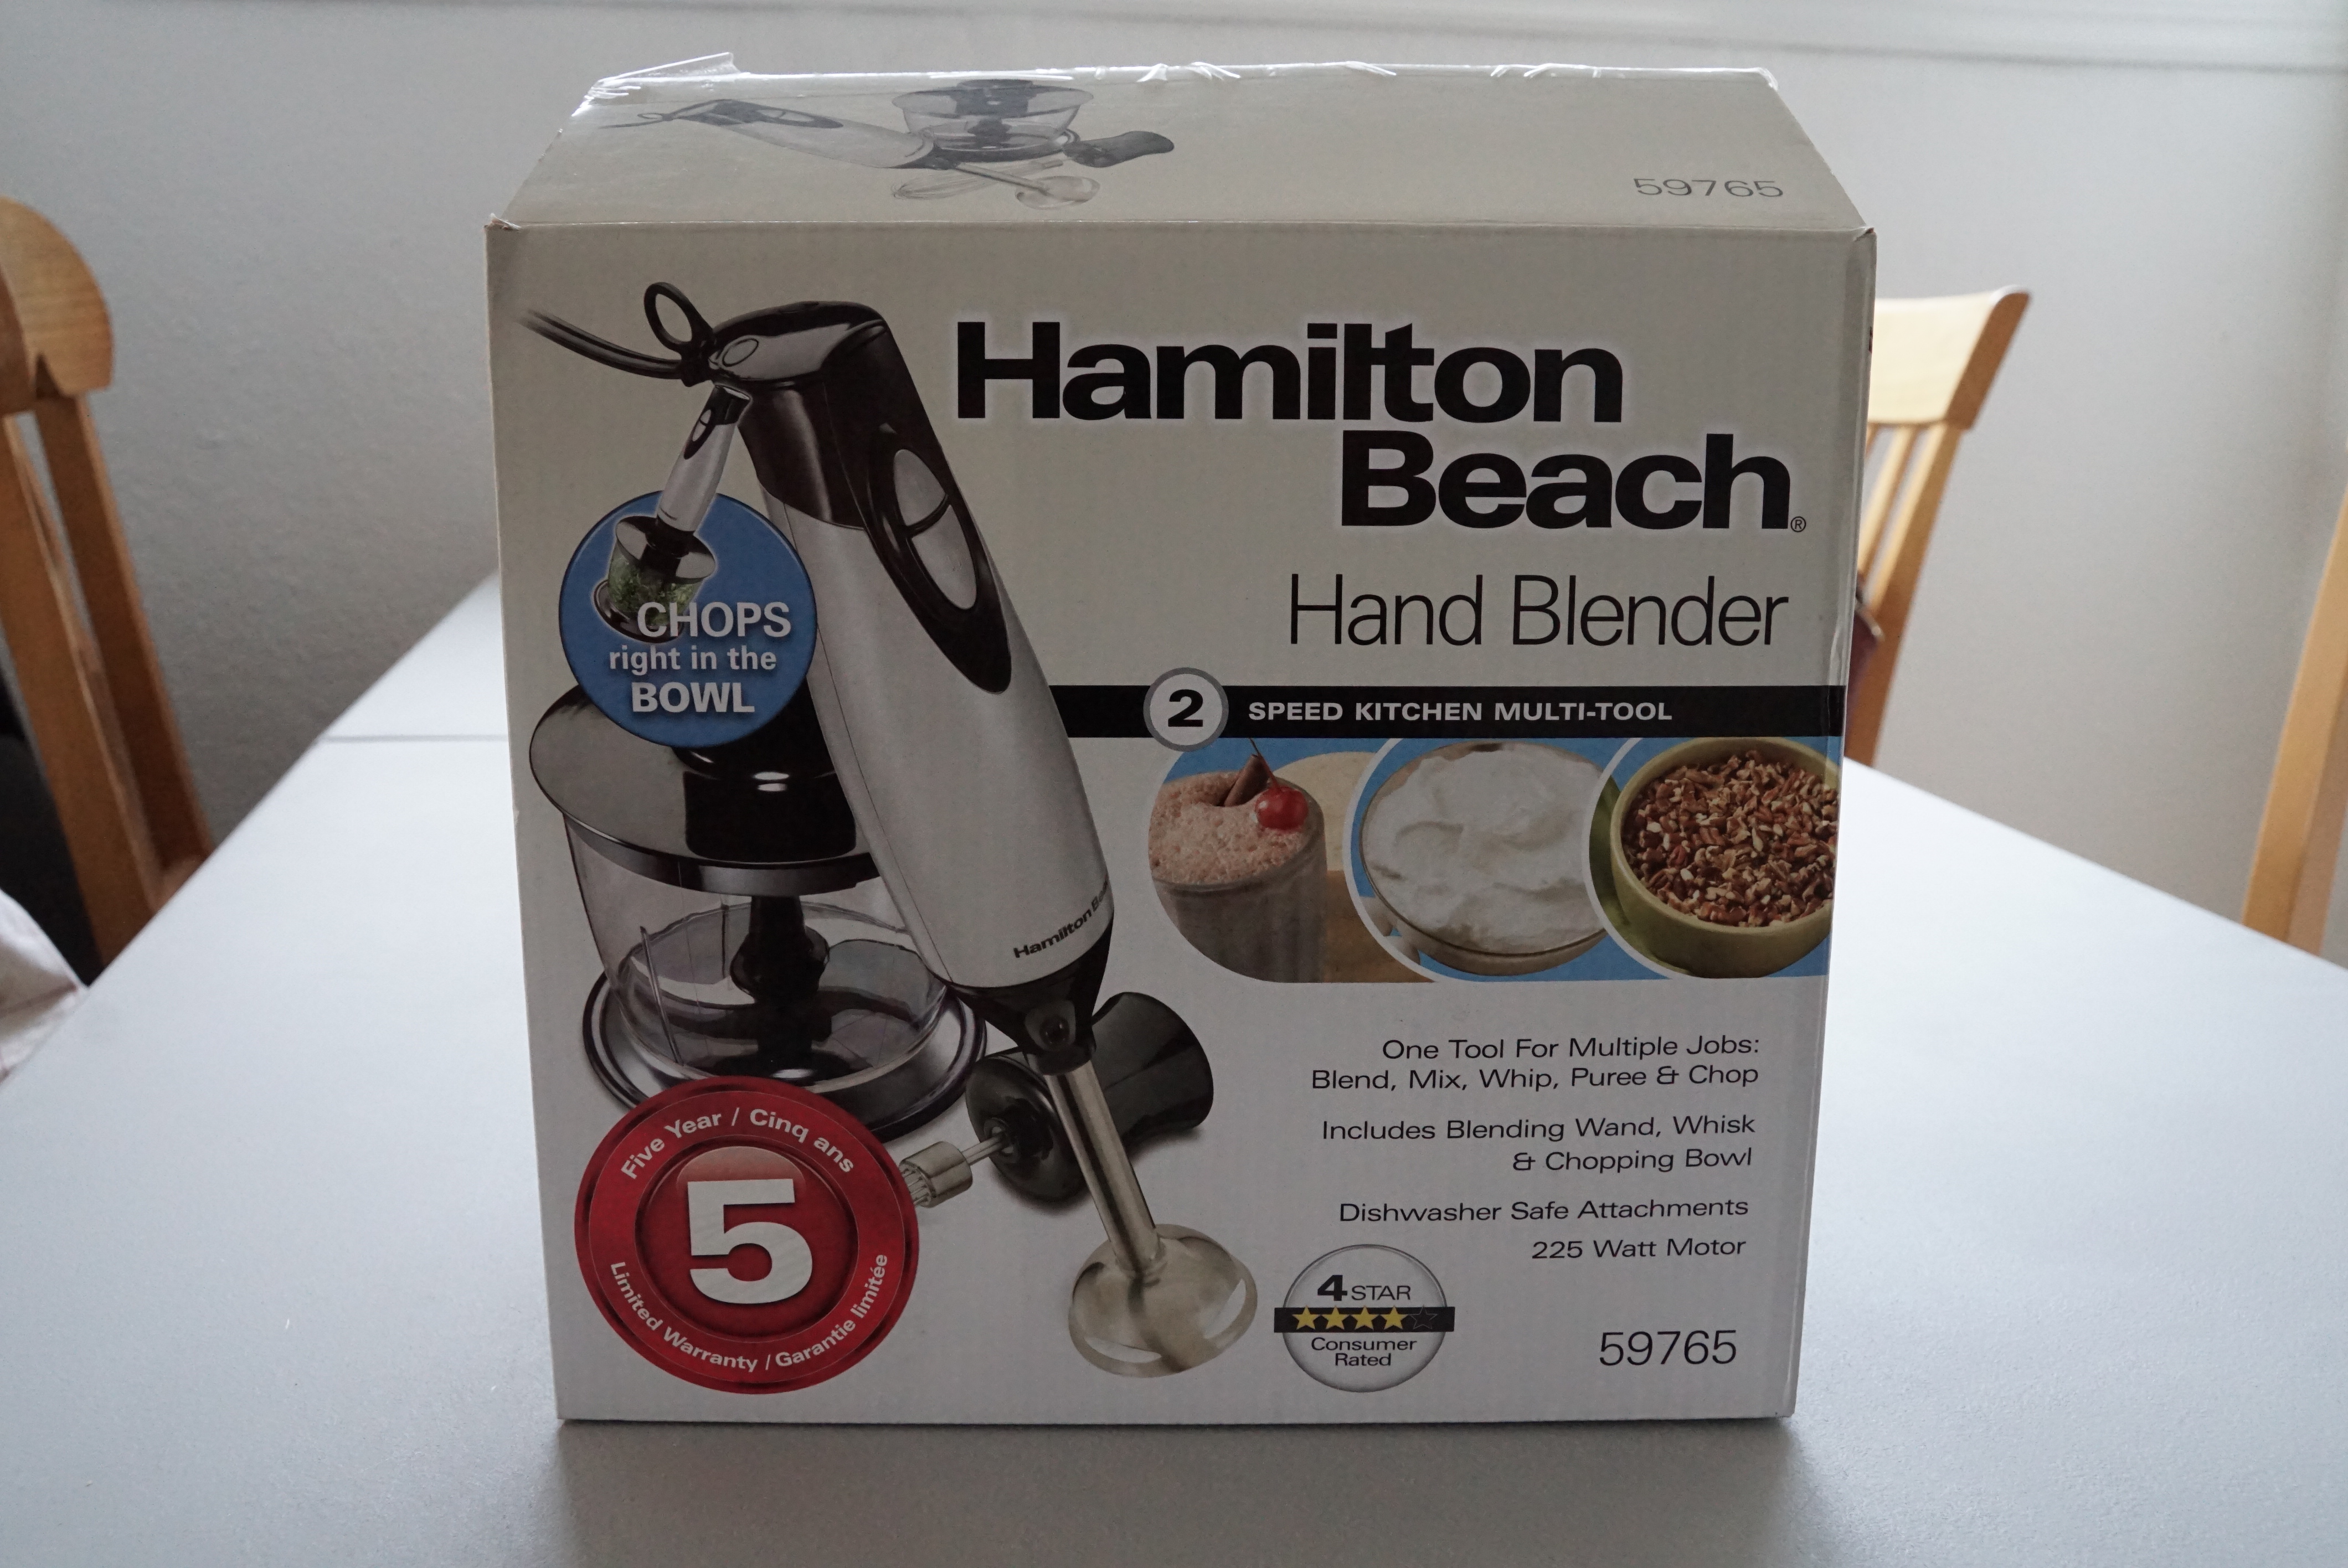 59765
Hamilton
Beach®
Hand Blender
CHOPS
right in the
BOWL
2 SPEED KITCHEN MULTI-TOOL
Hamilton
One Tool For Multiple Jobs:
Blend, Mix, Whip, Puree & Chop
Includes Blending Wand, Whisk
& Chopping Bowl
Dishwasher Safe Attachments
225 Watt Motor
Five Year / Cinq ans
5
Limited Warranty / Garantie limitée
4 STAR
Consumer
Rated
59765